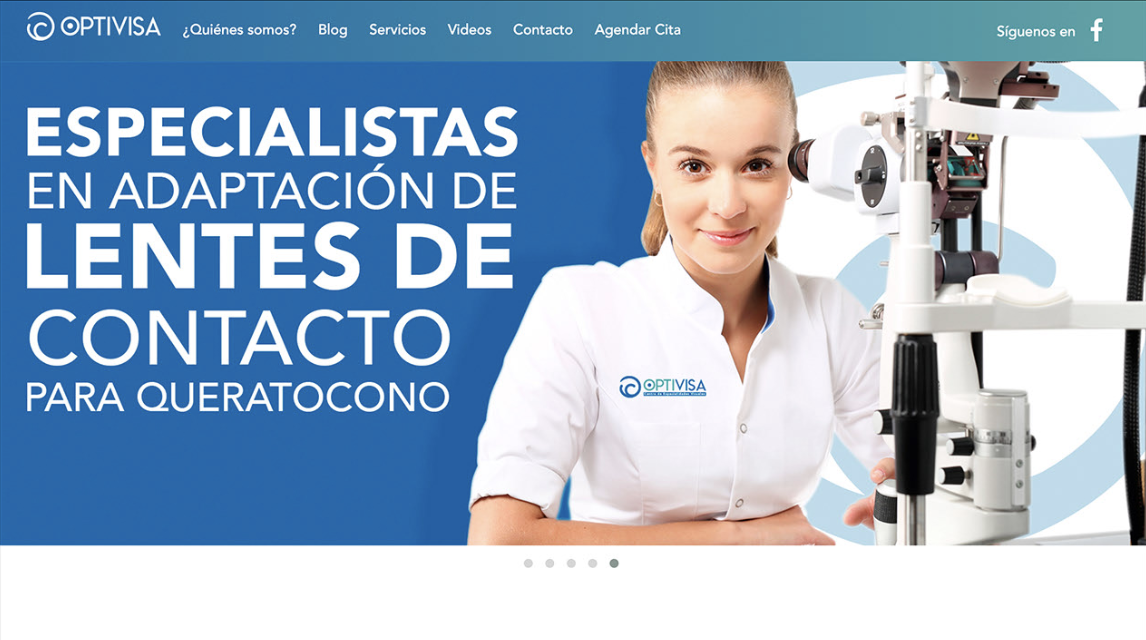 OPTIVISA
¿Quiénes somos? Blog Servicios Videos Contacto Agendar Cita
Síguenos en
ESPECIALISTAS
EN ADAPTACIÓN DE
LENTES DE
CONTACTO
PARA QUERATOCONO
OPTIVISA
Centro de Especialidades Visuales